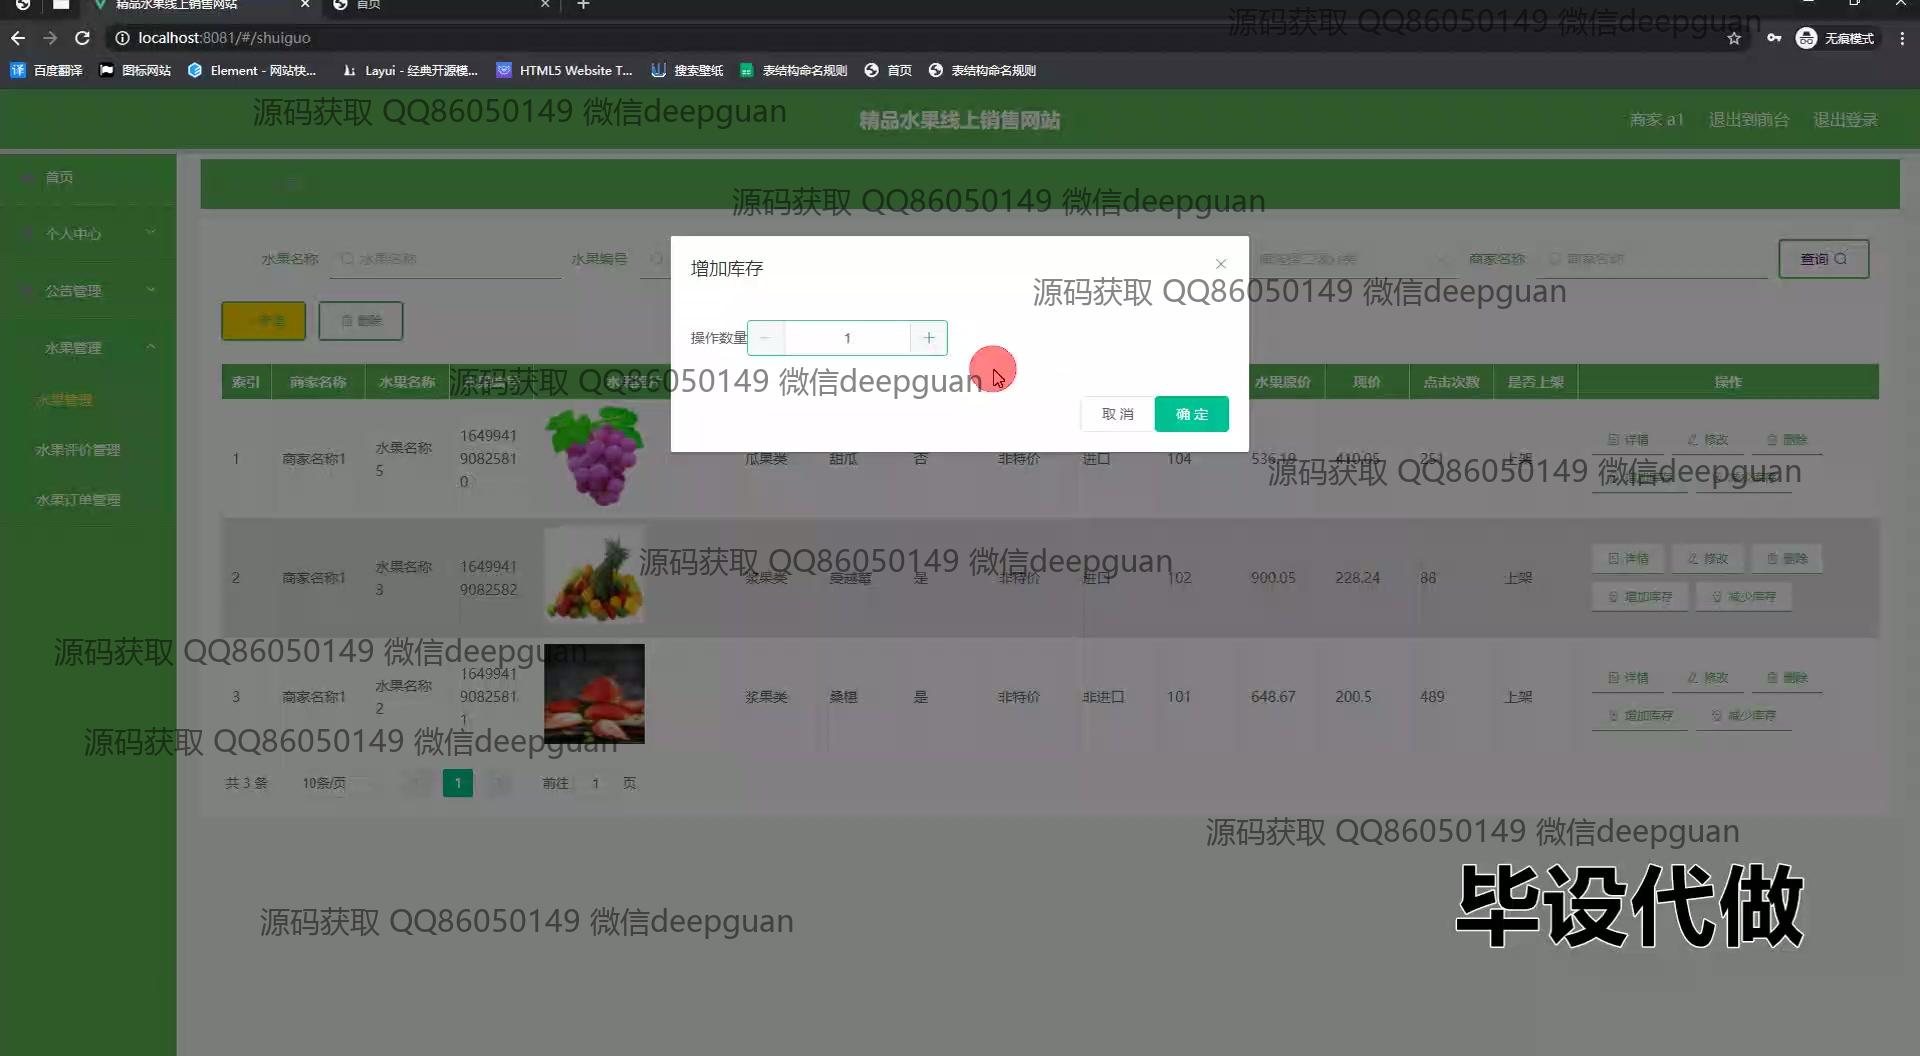 精品水果线上销售网站
首页
localhost:8081/#/shuiguo
无痕模式
百度翻译
图标网站
Element - 网站快...
Layui - 经典开源模...
HTML5 Website T...
搜索壁纸
表结构命名规则
首页
表结构命名规则
源码获取 QQ86050149 微信deepguan
源码获取 QQ86050149 微信deepguan
精品水果线上销售网站
商家 a1
退出到前台
退出登录
首页
个人中心
公告管理
水果管理
水果管理
水果评价管理
水果订单管理
源码获取 QQ86050149 微信deepguan
水果名称
水果名称
水果编号
商家名称
商家名称
查询
删除
增加库存
源码获取 QQ86050149 微信deepguan
操作数量
1
取 消
确 定
源码获取 QQ86050149 微信deepguan
索引 商家名称 水果名称 水果原价 现价 点击次数 是否上架 操作
1 商家名称1 水果名称5 164994190825810 瓜果类 甜瓜 否 非特价 进口 104 上架
详情 修改 删除
源码获取 QQ86050149 微信deepguan
源码获取 QQ86050149 微信deepguan
2 商家名称1 水果名称3 16499419082582 浆果类 蔓越莓 是 非特价 进口 102 900.05 228.24 88 上架
详情 修改 删除
增加库存 减少库存
源码获取 QQ86050149 微信deepguan
3 商家名称1 水果名称2 164994190825811 浆果类 桑椹 是 非特价 非进口 101 648.67 200.5 489 上架
详情 修改 删除
增加库存 减少库存
源码获取 QQ86050149 微信deepguan
共 3 条 10条/页 1 前往 1 页
源码获取 QQ86050149 微信deepguan
毕设代做
源码获取 QQ86050149 微信deepguan